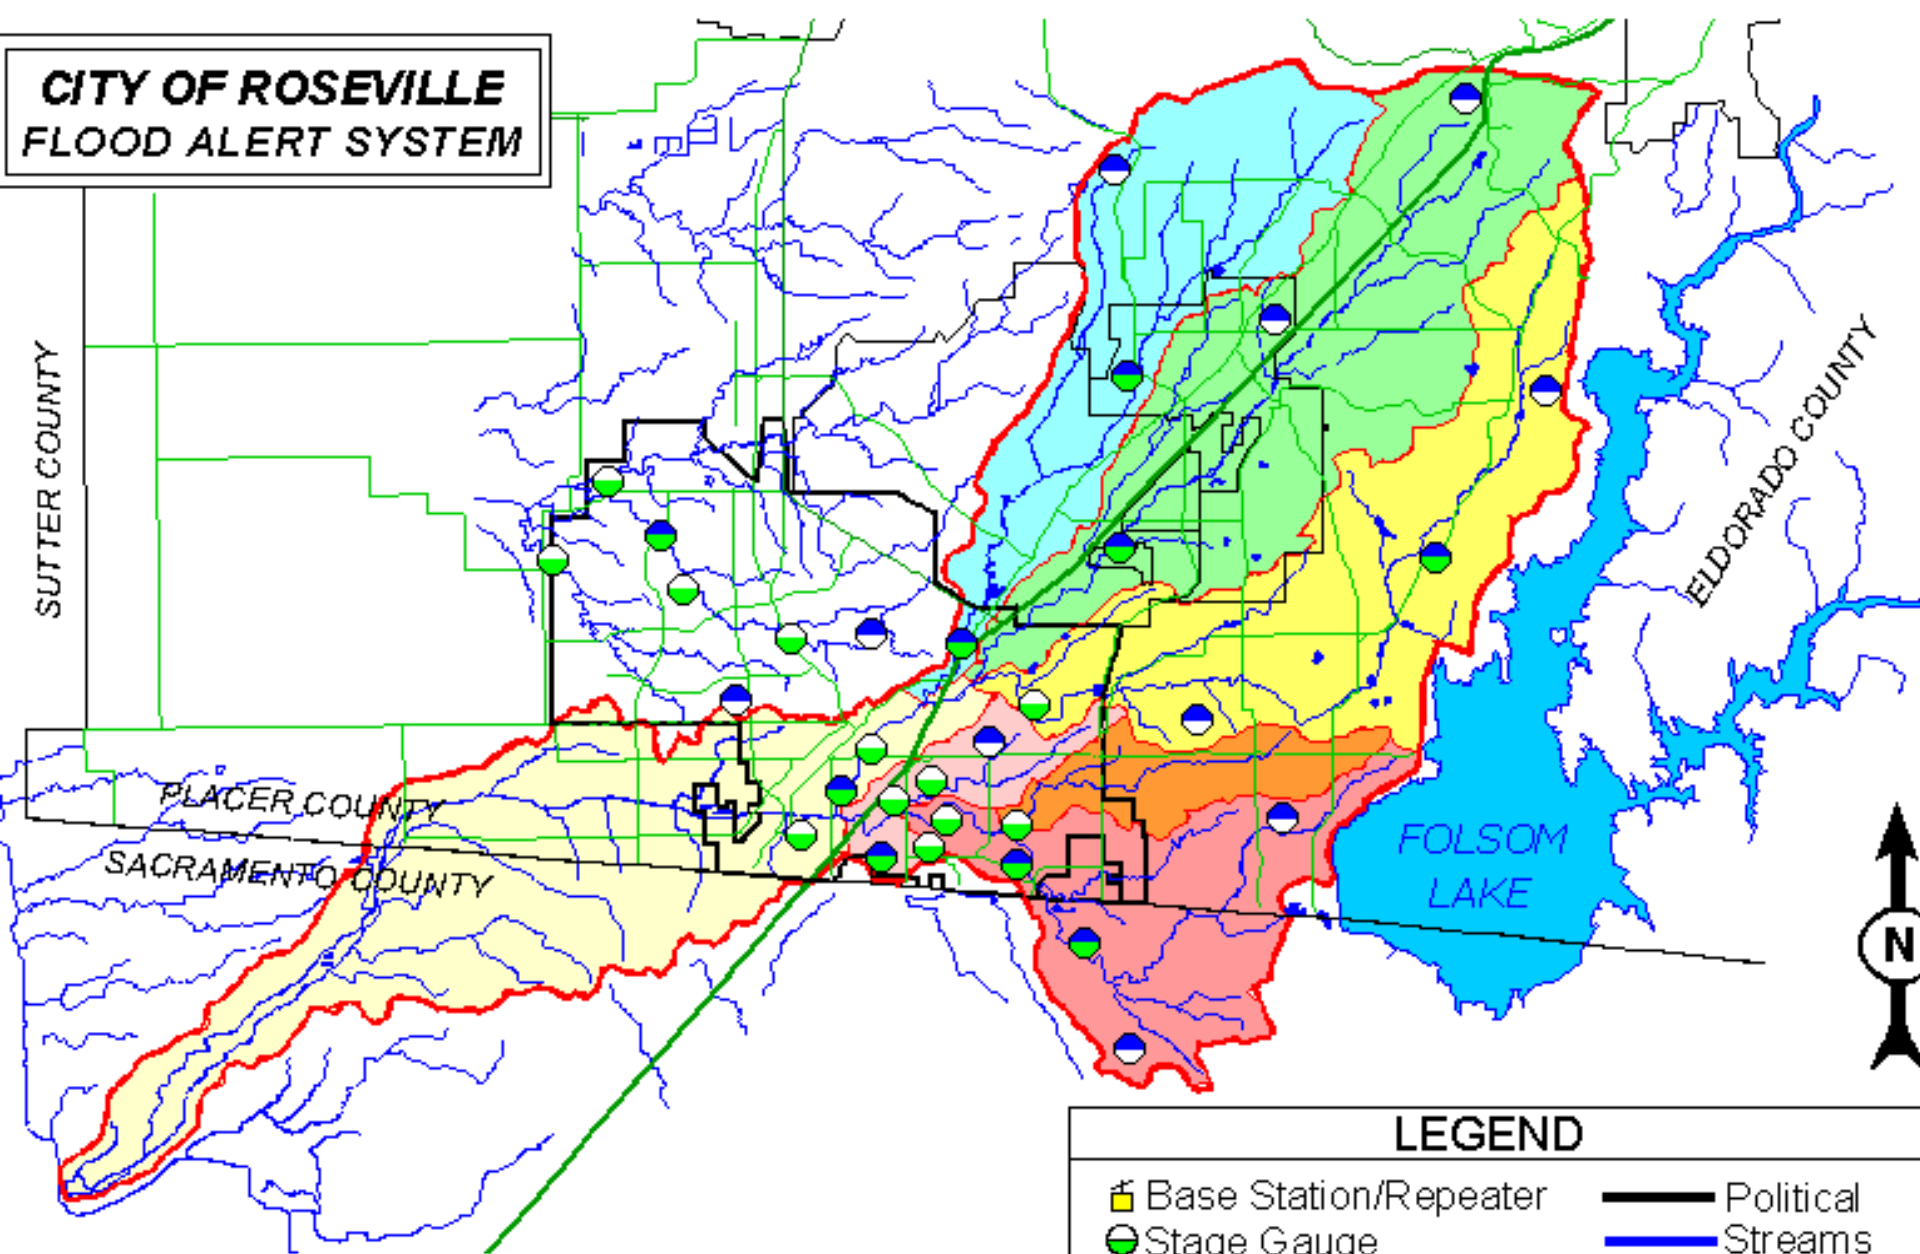 CITY OF ROSEVILLE
FLOOD ALERT SYSTEM
SUTTER COUNTY
ELDORADO COUNTY
PLACER COUNTY
SACRAMENTO COUNTY
FOLSOM
LAKE
N
LEGEND
Base Station/Repeater
Political
Stage Gauge
Streams